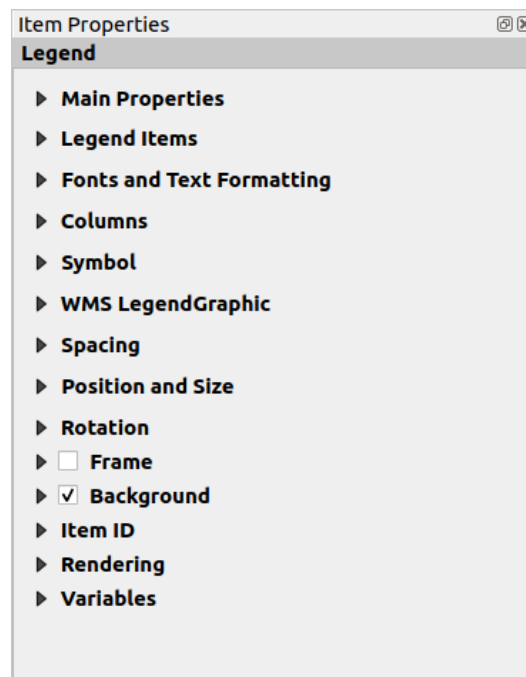 Item Properties
Legend
Main Properties
Legend Items
Fonts and Text Formatting
Columns
Symbol
WMS LegendGraphic
Spacing
Position and Size
Rotation
Frame
Background
Item ID
Rendering
Variables